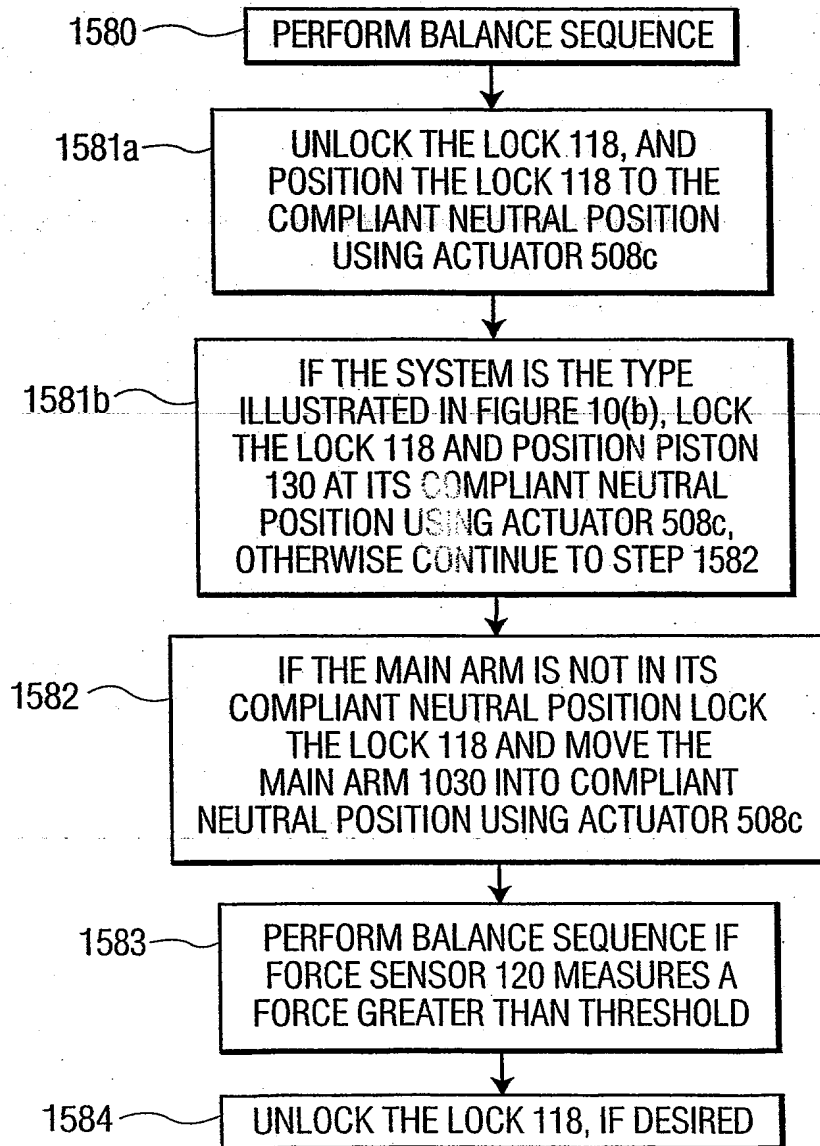 1580
PERFORM BALANCE SEQUENCE
1581a
UNLOCK THE LOCK 118, AND
POSITION THE LOCK 118 TO THE
COMPLIANT NEUTRAL POSITION
USING ACTUATOR 508c
1581b
IF THE SYSTEM IS THE TYPE
ILLUSTRATED IN FIGURE 10(b), LOCK
THE LOCK 118 AND POSITION PISTON
130 AT ITS COMPLIANT NEUTRAL
POSITION USING ACTUATOR 508c,
OTHERWISE CONTINUE TO STEP 1582
1582
IF THE MAIN ARM IS NOT IN ITS
COMPLIANT NEUTRAL POSITION LOCK
THE LOCK 118 AND MOVE THE
MAIN ARM 1030 INTO COMPLIANT
NEUTRAL POSITION USING ACTUATOR 508c
1583
PERFORM BALANCE SEQUENCE IF
FORCE SENSOR 120 MEASURES A
FORCE GREATER THAN THRESHOLD
1584
UNLOCK THE LOCK 118, IF DESIRED